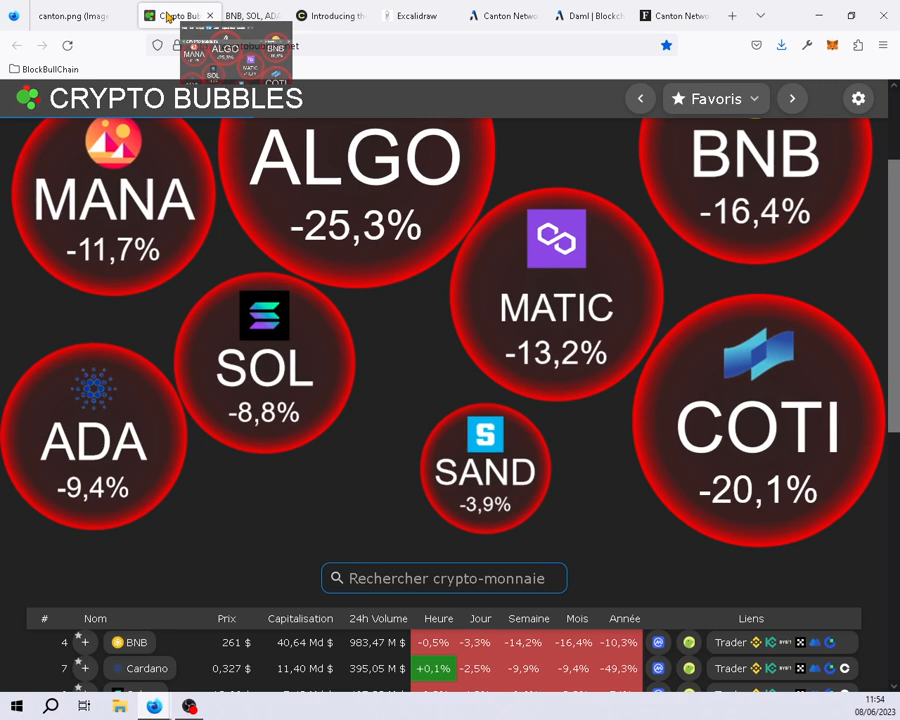 canton.png (Imag
Crypto Bub
BNB, SOL, ADA
Introducing the
Excalidraw
Canton Netwo
Daml | Blockch
Canton Netwo
BlockBullChain
CRYPTO BUBBLES
Favoris
MANA
-11,7%
ALGO
-25,3%
BNB
-16,4%
MATIC
-13,2%
SOL
-8,8%
COTI
-20,1%
ADA
-9,4%
SAND
-3,9%
Rechercher crypto-monnaie
# Nom Prix Capitalisation 24h Volume Heure Jour Semaine Mois Année Liens
4 BNB 261 $ 40,64 Md $ 983,47 M $ -0,5% -3,3% -14,2% -16,4% -10,3% Trader
7 Cardano 0,327 $ 11,40 Md $ 395,05 M $ +0,1% -2,5% -9,9% -9,4% -49,3% Trader
11:54
08/06/2023